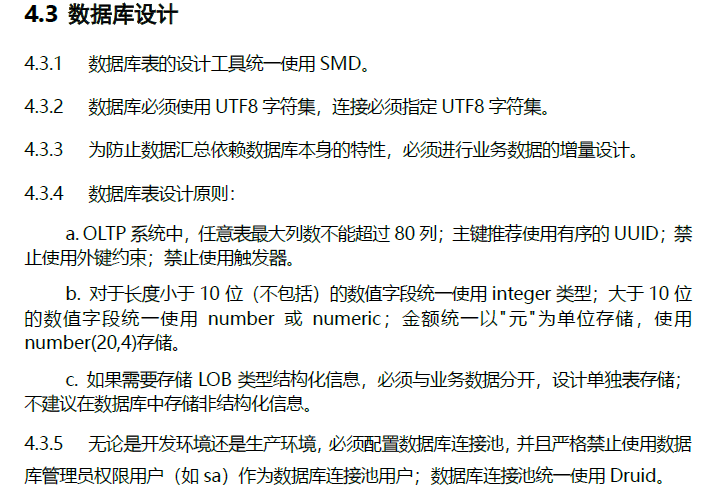 4.3 数据库设计
4.3.1 数据库表的设计工具统一使用 SMD。
4.3.2 数据库必须使用 UTF8 字符集，连接必须指定 UTF8 字符集。
4.3.3 为防止数据汇总依赖数据库本身的特性，必须进行业务数据的增量设计。
4.3.4 数据库表设计原则：
a. OLTP 系统中，任意表最大列数不能超过 80 列；主键推荐使用有序的 UUID；禁
止使用外键约束；禁止使用触发器。
b. 对于长度小于 10 位（不包括）的数值字段统一使用 integer 类型；大于 10 位
的数值字段统一使用 number 或 numeric；金额统一以"元"为单位存储，使用
number(20,4)存储。
c. 如果需要存储 LOB 类型结构化信息，必须与业务数据分开，设计单独表存储；
不建议在数据库中存储非结构化信息。
4.3.5 无论是开发环境还是生产环境，必须配置数据库连接池，并且严格禁止使用数据
库管理员权限用户（如 sa）作为数据库连接池用户；数据库连接池统一使用 Druid。